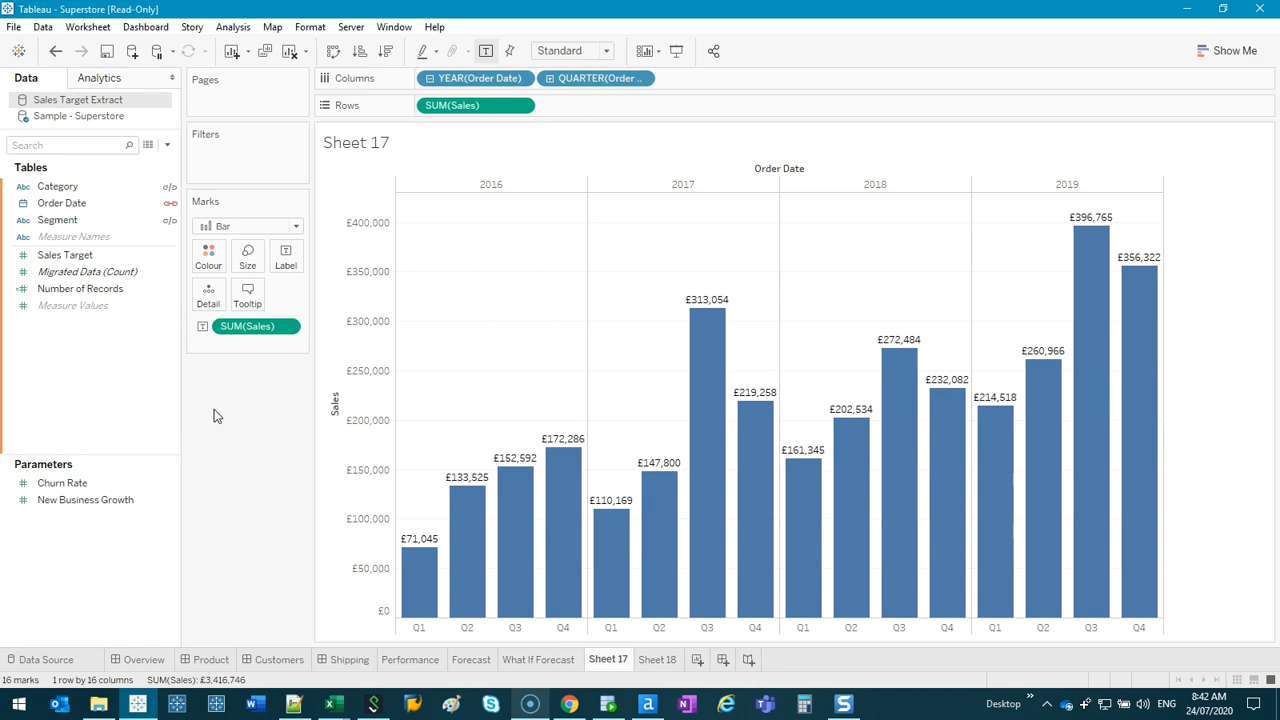 Tableau - Superstore [Read-Only]
File Data Worksheet Dashboard Story Analysis Map Format Server Window Help
Standard
Show Me
Data Analytics
Sales Target Extract
Sample - Superstore
Search
Tables
Abc Category
Order Date
Abc Segment
Abc Measure Names
Sales Target
Migrated Data (Count)
Number of Records
Measure Values
Parameters
Churn Rate
New Business Growth
Pages
Filters
Marks
Bar
Colour Size Label
Detail Tooltip
SUM(Sales)
Columns YEAR(Order Date) QUARTER(Order ..
Rows SUM(Sales)
Sheet 17
Order Date
2016 2017 2018 2019
Sales
£400,000
£350,000
£300,000
£250,000
£200,000
£150,000
£100,000
£50,000
£0
£71,045
£133,525
£152,592
£172,286
£110,169
£147,800
£313,054
£219,258
£161,345
£202,534
£272,484
£232,082
£214,518
£260,966
£396,765
£356,322
Q1 Q2 Q3 Q4 Q1 Q2 Q3 Q4 Q1 Q2 Q3 Q4 Q1 Q2 Q3 Q4
Data Source Overview Product Customers Shipping Performance Forecast What If Forecast Sheet 17 Sheet 18
16 marks 1 row by 16 columns SUM(Sales): £3,416,746
Desktop
ENG
8:42 AM
24/07/2020